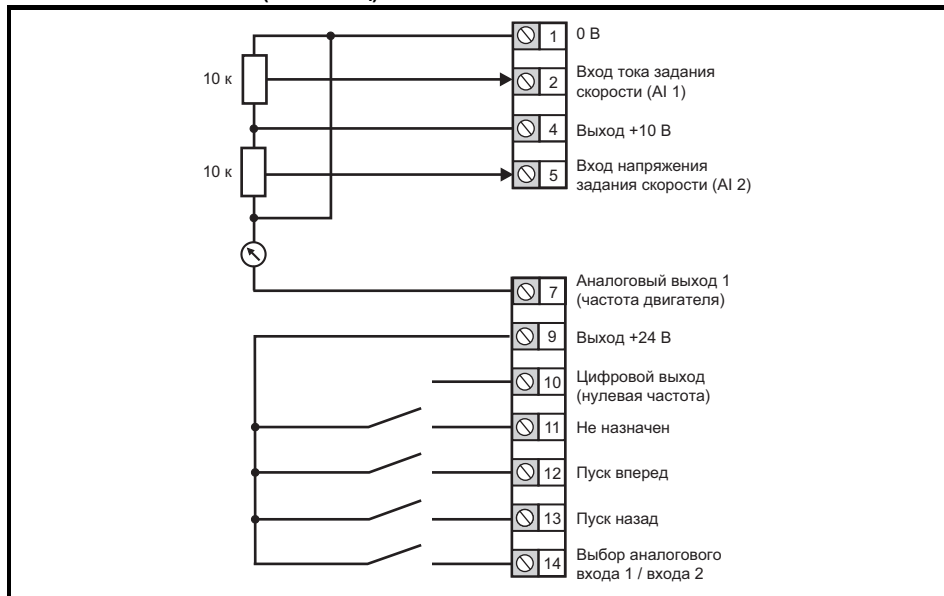 1 0 В
10 к
2 Вход тока задания
скорости (AI 1)
4 Выход +10 В
10 к
5 Вход напряжения
задания скорости (AI 2)
7 Аналоговый выход 1
(частота двигателя)
9 Выход +24 В
10 Цифровой выход
(нулевая частота)
11 Не назначен
12 Пуск вперед
13 Пуск назад
14 Выбор аналогового
входа 1 / входа 2